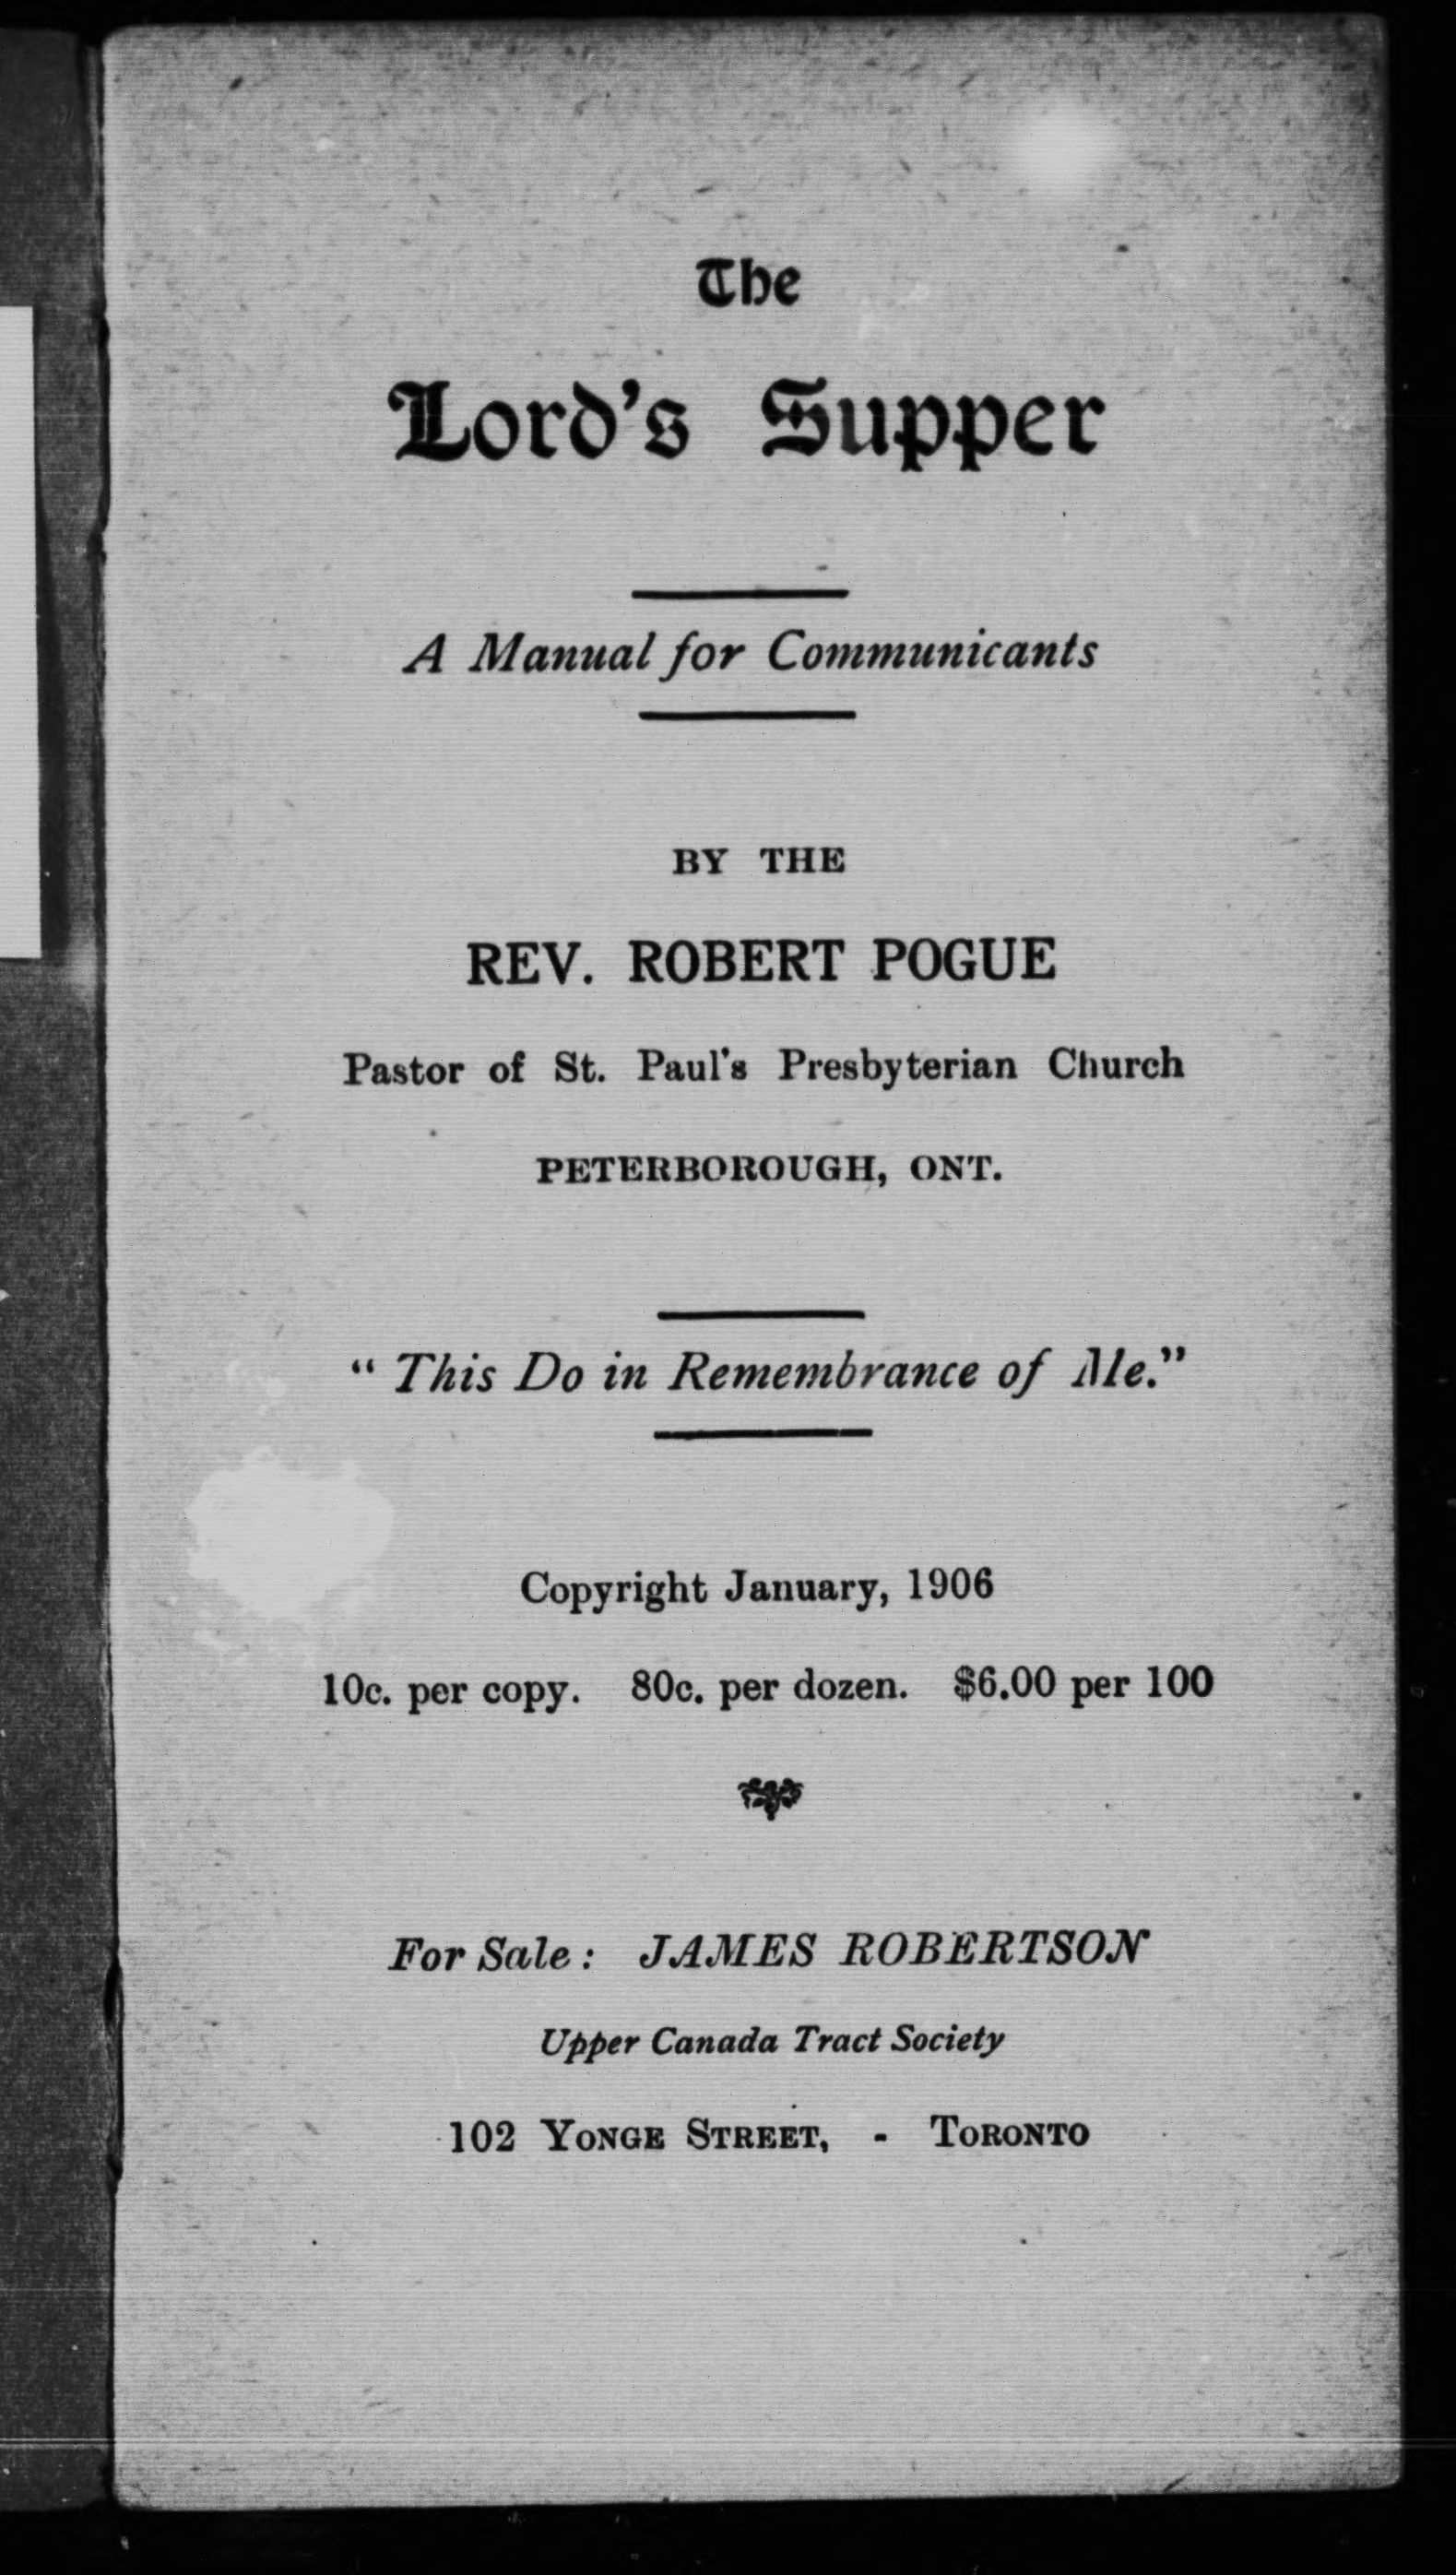 The
Lord's Supper
A Manual for Communicants
BY THE
REV. ROBERT POGUE
Pastor of St. Paul's Presbyterian Church
PETERBOROUGH, ONT.
" This Do in Remembrance of Me."
Copyright January, 1906
10c. per copy. 80c. per dozen. $6.00 per 100
For Sale : JAMES ROBERTSON
Upper Canada Tract Society
102 YONGE STREET, - TORONTO